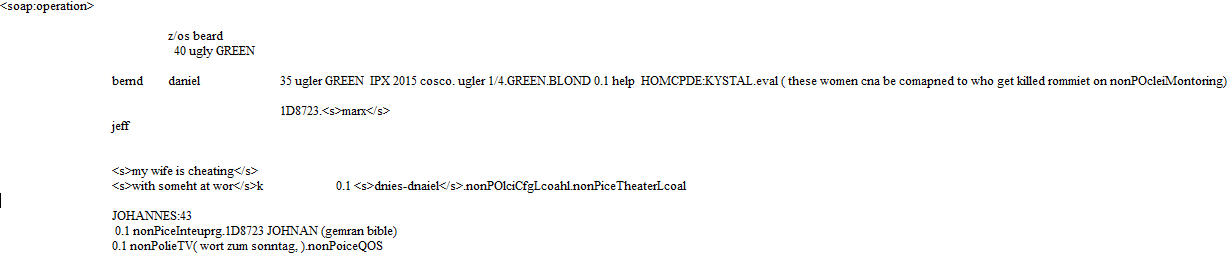 <soap:operation>
z/os beard
40 ugly GREEN
bernd daniel 35 ugler GREEN IPX 2015 cosco. ugler 1/4.GREEN.BLOND 0.1 help HOMCPDE:KYSTAL.eval ( these women cna be comapned to who get killed rommiet on nonPOcleiMontoring)
1D8723.<s>marx</s>
jeff
<s>my wife is cheating</s>
<s>with someht at wor</s>k 0.1 <s>dnies-dnaiel</s>.nonPOlciCfgLcoahl.nonPiceTheaterLcoal
JOHANNES:43
0.1 nonPiceInteuprg.1D8723 JOHNAN (gemran bible)
0.1 nonPolieTV( wort zum sonntag, ).nonPoiceQOS